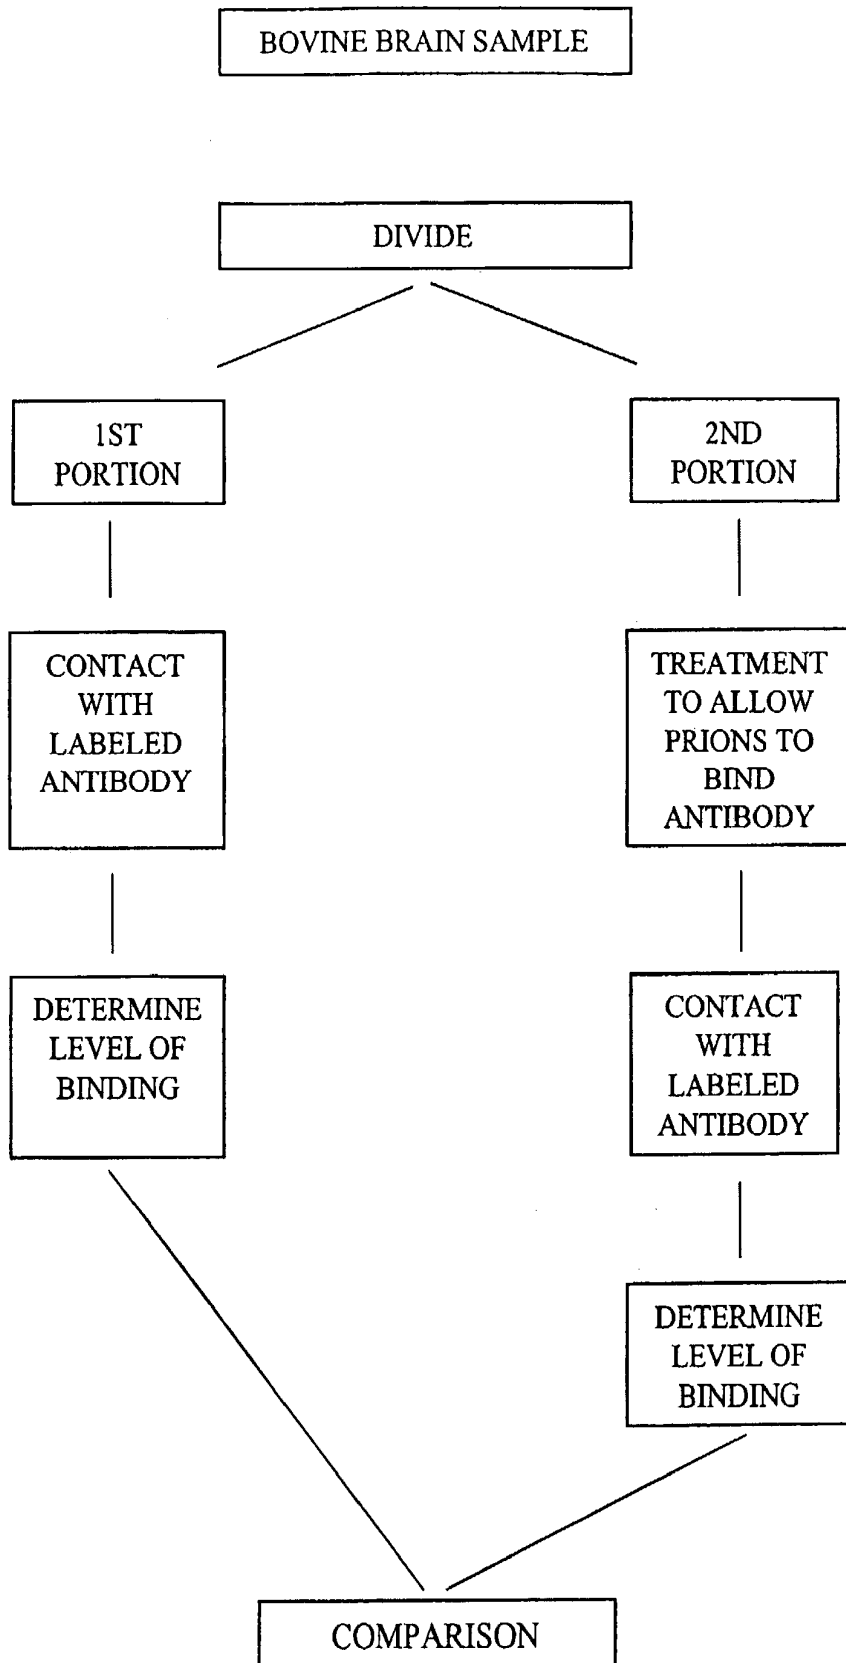 BOVINE BRAIN SAMPLE
DIVIDE
1ST
PORTION
CONTACT
WITH
LABELED
ANTIBODY
DETERMINE
LEVEL OF
BINDING
2ND
PORTION
TREATMENT
TO ALLOW
PRIONS TO
BIND
ANTIBODY
CONTACT
WITH
LABELED
ANTIBODY
DETERMINE
LEVEL OF
BINDING
COMPARISON